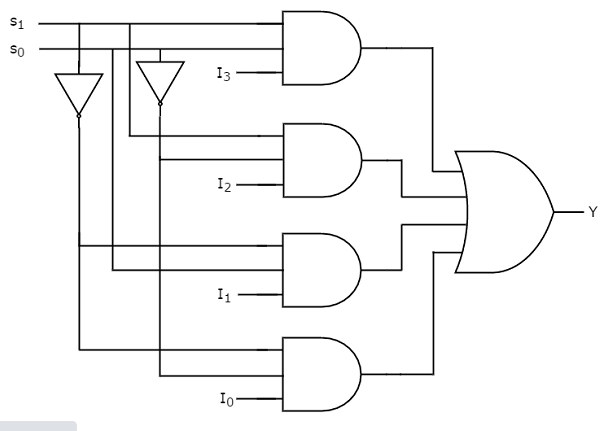 s₁
s₀
I₃
I₂
Y
I₁
I₀